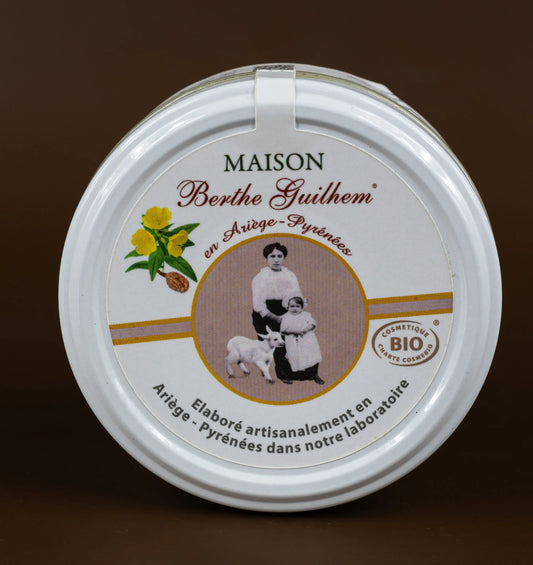 MAISON
Berthe Guilhem®
en Ariège-Pyrénées
COSMETIQUE
BIO®
CHARTE COSMEBIO
Elaboré artisanalement en
Ariège - Pyrénées dans notre laboratoire